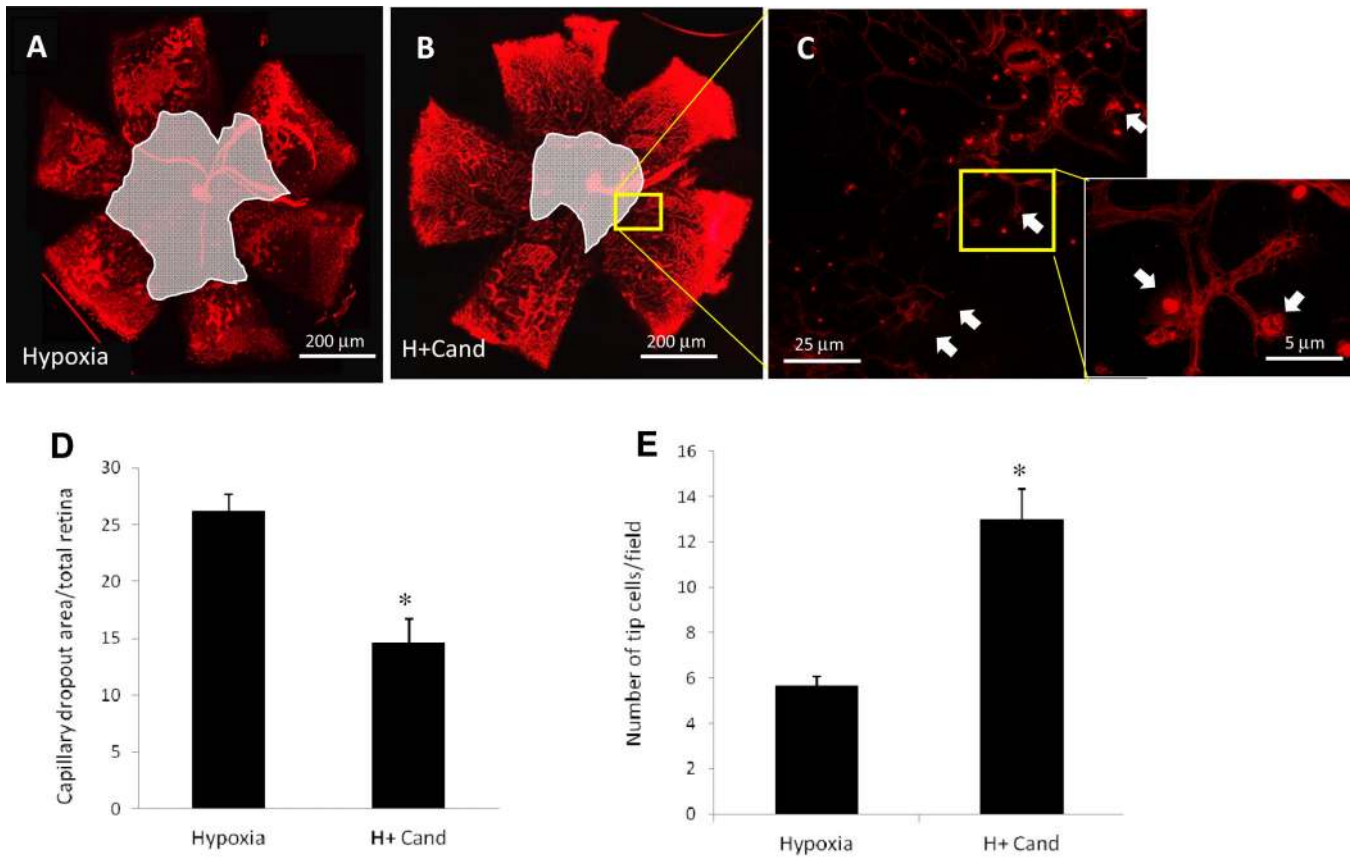 A
Hypoxia
200 µm
B
H+Cand
200 µm
C
25 µm
5 µm
D
Capillary dropout area/total retina
30
25
20
15
10
5
0
*
Hypoxia
H+ Cand
E
Number of tip cells/field
16
14
12
10
8
6
4
2
0
*
Hypoxia
H+ Cand